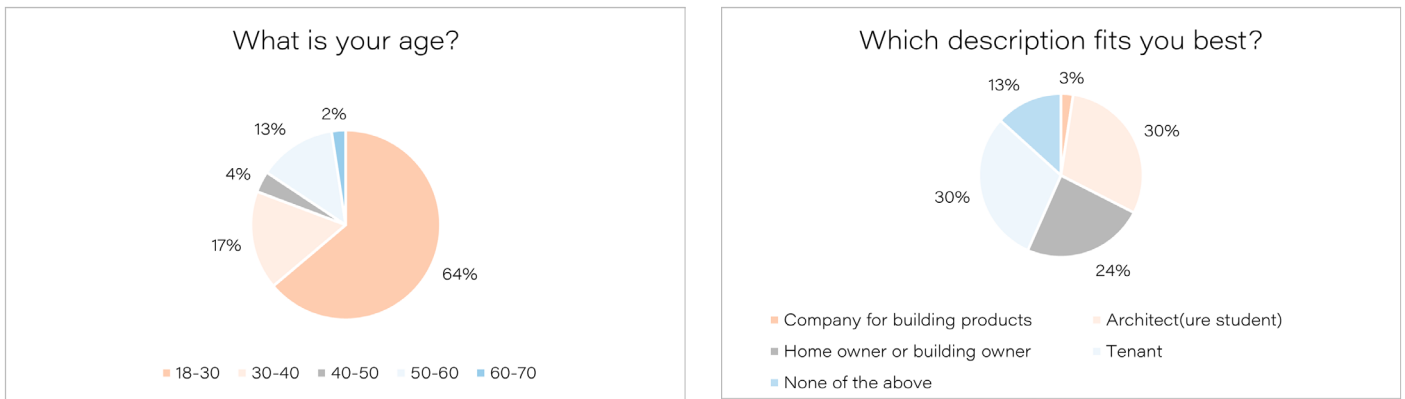 What is your age?
2%
13%
4%
17%
64%
18-30 30-40 40-50 50-60 60-70
Which description fits you best?
3%
13%
30%
30%
24%
Company for building products Architect(ure student)
Home owner or building owner Tenant
None of the above